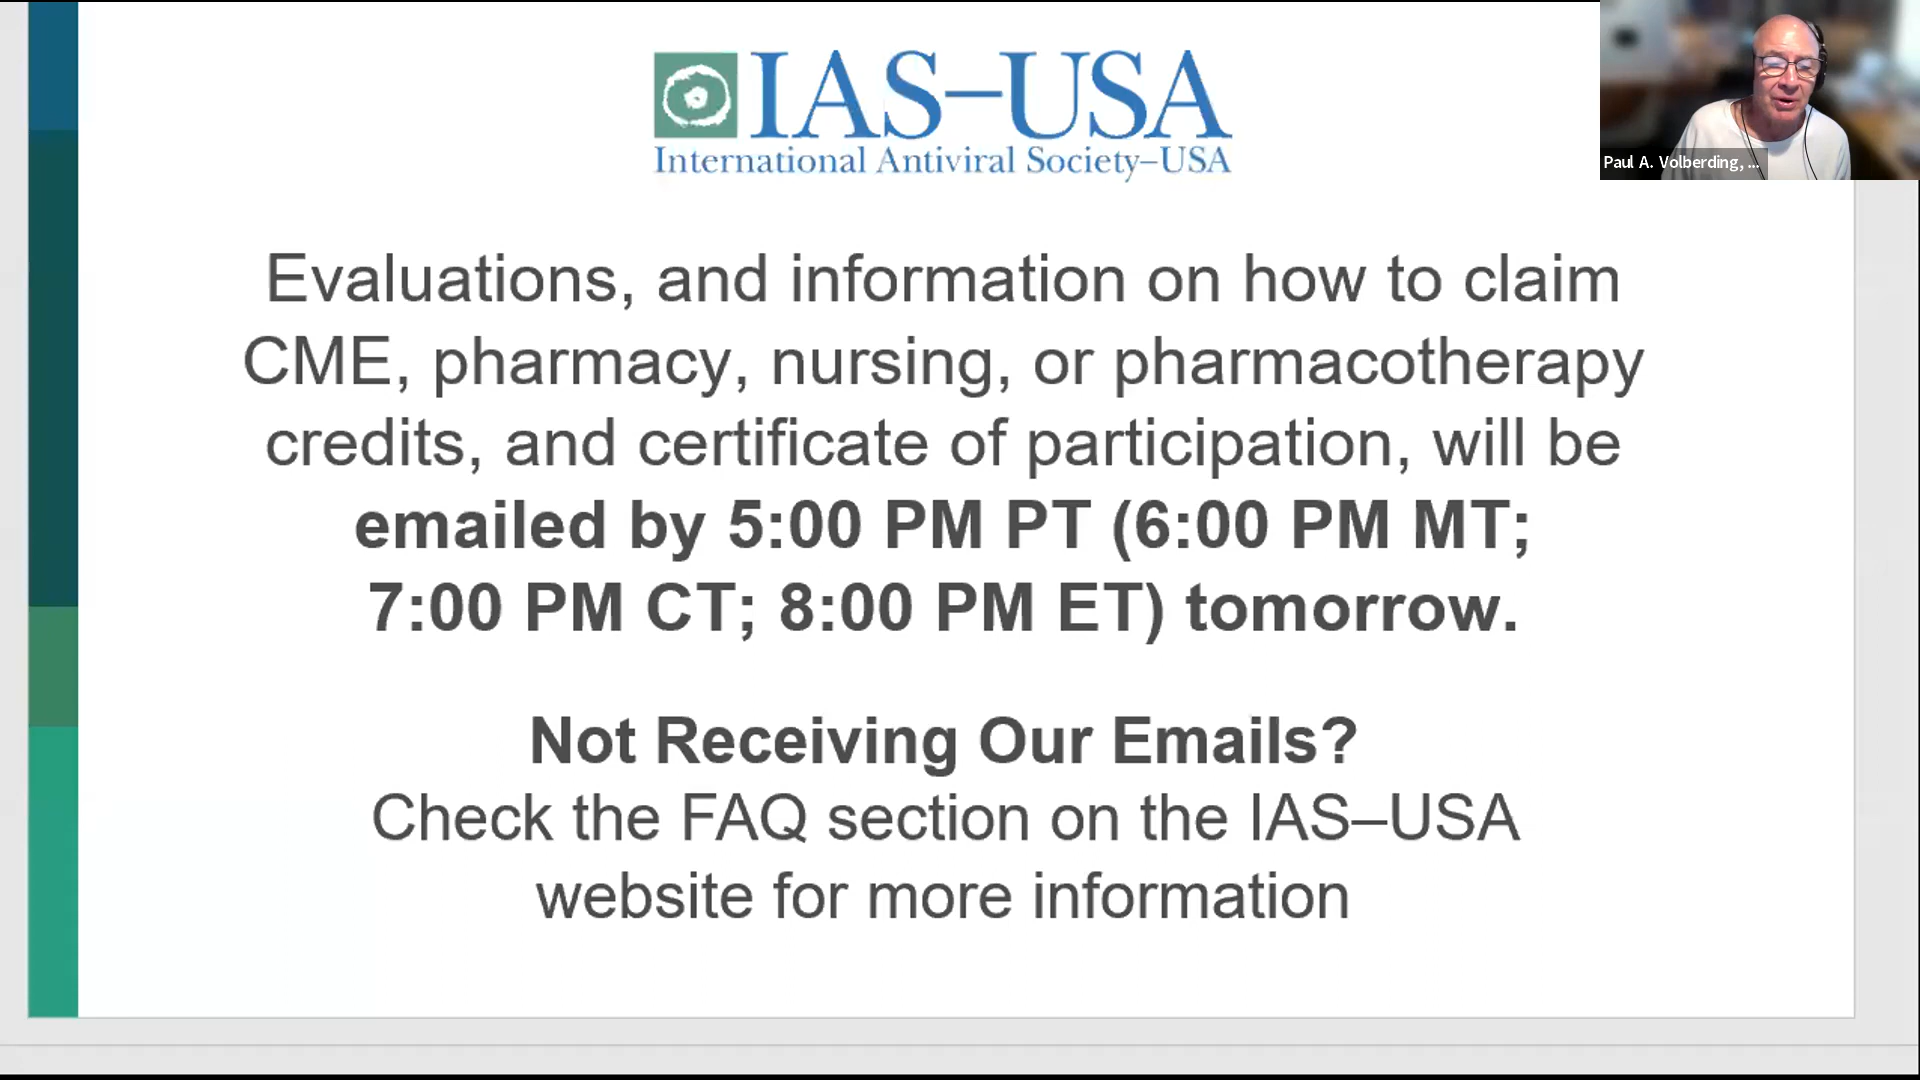 IAS–USA
International Antiviral Society–USA
Paul A. Volberding, ...
Evaluations, and information on how to claim
CME, pharmacy, nursing, or pharmacotherapy
credits, and certificate of participation, will be
emailed by 5:00 PM PT (6:00 PM MT;
7:00 PM CT; 8:00 PM ET) tomorrow.
Not Receiving Our Emails?
Check the FAQ section on the IAS–USA
website for more information